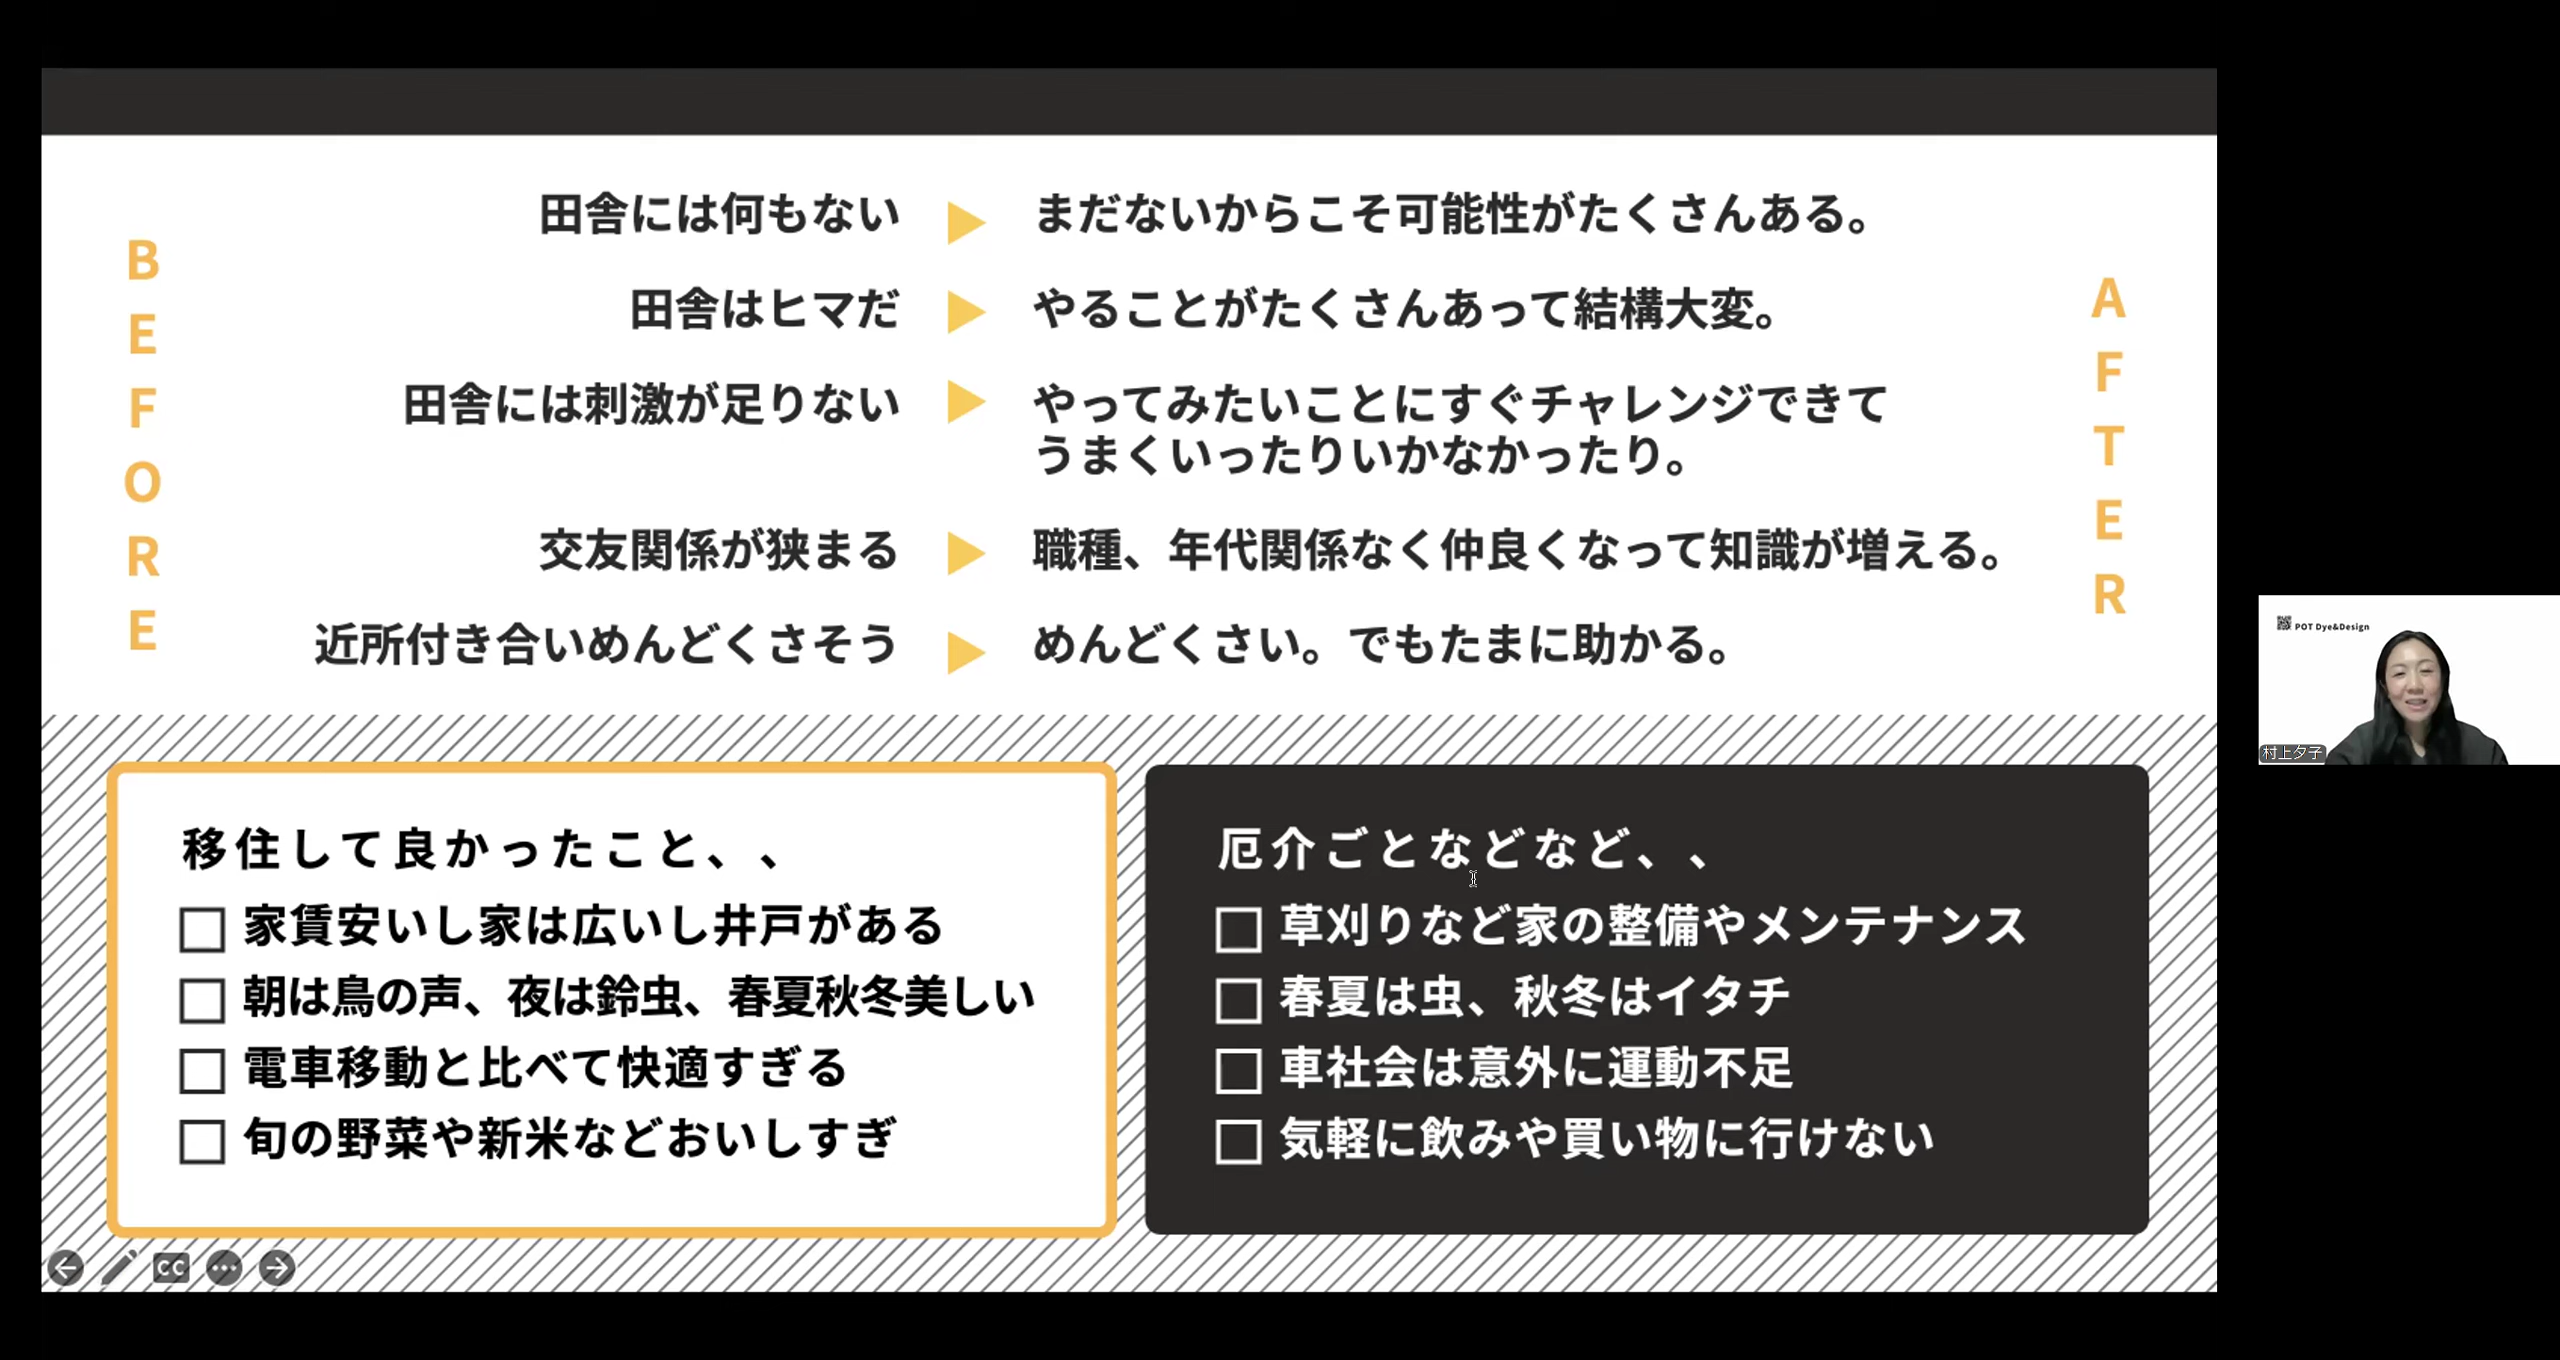 BEFORE
田舎には何もない
まだないからこそ可能性がたくさんある。
田舎はヒマだ
やることがたくさんあって結構大変。
田舎には刺激が足りない
やってみたいことにすぐチャレンジできて
うまくいったりいかなかったり。
交友関係が狭まる
職種、年代関係なく仲良くなって知識が増える。
近所付き合いめんどくさそう
めんどくさい。でもたまに助かる。
AFTER
移住して良かったこと、、
家賃安いし家は広いし井戸がある
朝は鳥の声、夜は鈴虫、春夏秋冬美しい
電車移動と比べて快適すぎる
旬の野菜や新米などおいしすぎ
厄介ごとなどなど、、
草刈りなど家の整備やメンテナンス
春夏は虫、秋冬はイタチ
車社会は意外に運動不足
気軽に飲みや買い物に行けない
CC
POT Dye&Design
村上夕子